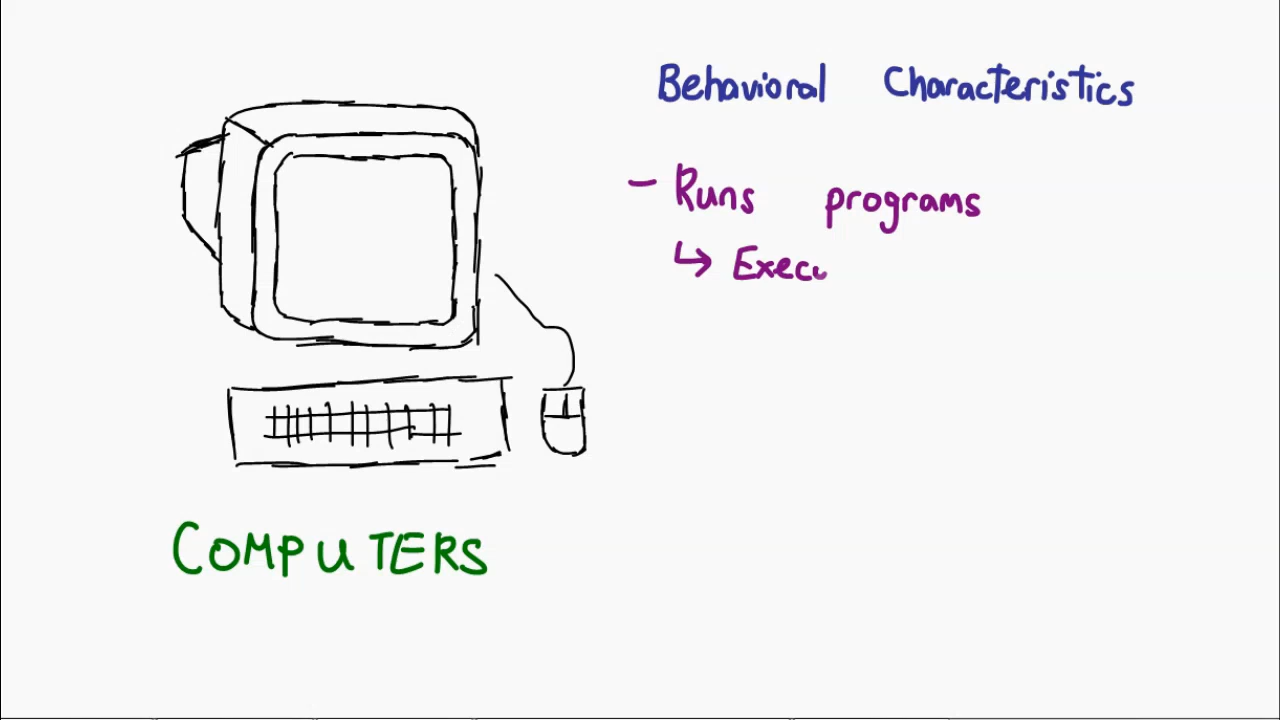 Behavioral Characteristics
- Runs programs
↳ Execu
COMPUTERS